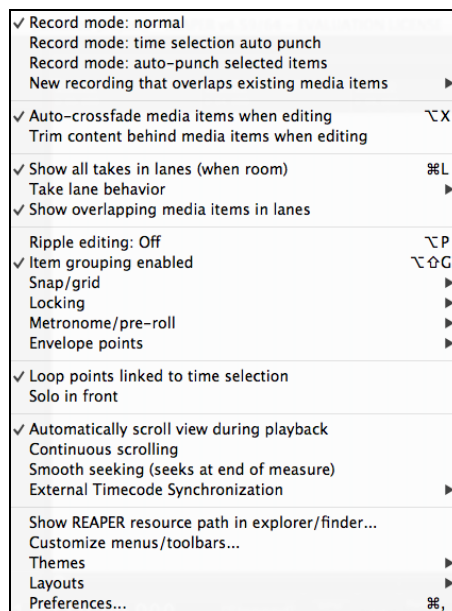 ✓ Record mode: normal
Record mode: time selection auto punch
Record mode: auto-punch selected items
New recording that overlaps existing media items ▶
✓ Auto-crossfade media items when editing ⌥X
Trim content behind media items when editing
✓ Show all takes in lanes (when room) ⌘L
Take lane behavior ▶
✓ Show overlapping media items in lanes
Ripple editing: Off ⌥P
✓ Item grouping enabled ⌥⇧G
Snap/grid ▶
Locking ▶
Metronome/pre-roll ▶
Envelope points ▶
✓ Loop points linked to time selection
Solo in front
✓ Automatically scroll view during playback
Continuous scrolling
Smooth seeking (seeks at end of measure)
External Timecode Synchronization ▶
Show REAPER resource path in explorer/finder...
Customize menus/toolbars...
Themes ▶
Layouts ▶
Preferences... ⌘,